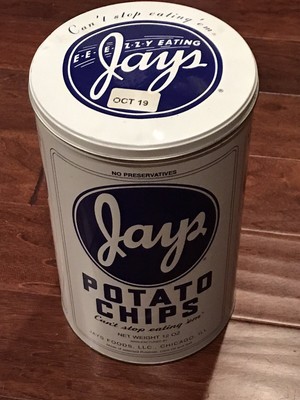 Can't stop eating 'em.
E-E-E-Z-Z-Y EATING
Jays
OCT 19
NO PRESERVATIVES
Jays
POTATO
CHIPS
Can't stop eating 'em.
NET WEIGHT 12 OZ
JAYS FOODS, LLC, CHICAGO, ILL